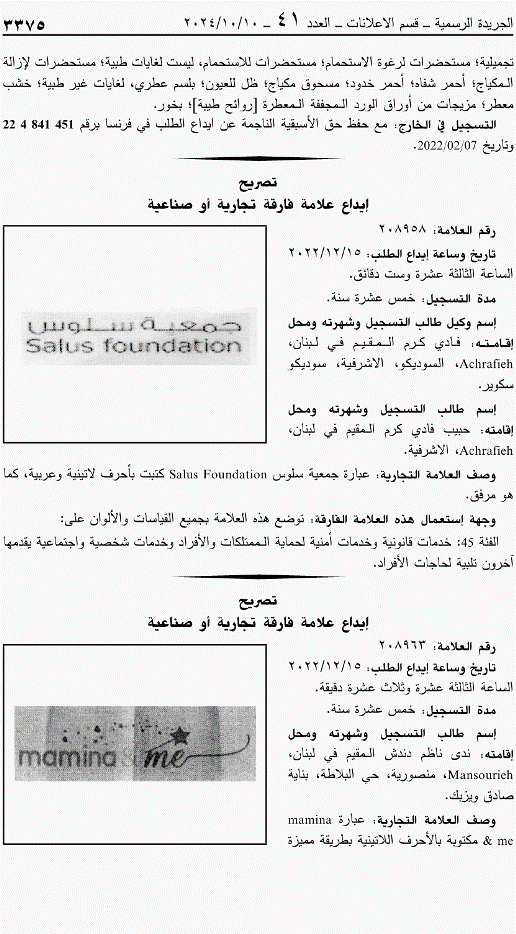 الجريدة الرسمية – قسم الاعلانات – العدد ٤١ – ٢٠٢٤/١٠/١٠
٣٣٧٥
تجميلية؛ مستحضرات لرغوة الاستحمام؛ مستحضرات للاستحمام، ليست لغايات طبية؛ مستحضرات لإزالة
المكياج؛ أحمر شفاه؛ أحمر خدود؛ مسحوق مكياج؛ ظل للعيون؛ بلسم عطري، لغايات غير طبية؛ خشب
معطر؛ مزيجات من أوراق الورد المجففة المعطرة [روائح طيبة]؛ بخور.
التسجيل في الخارج: مع حفظ حق الأسبقية الناجمة عن ايداع الطلب في فرنسا برقم 451 841 4 22
وتاريخ 2022/02/07.
تصريح
إيداع علامة فارقة تجارية أو صناعية
رقم العلامة: ٢٠٨٩٥٨
تاريخ وساعة إيداع الطلب: ٢٠٢٢/١٢/١٥
الساعة الثالثة عشرة وست دقائق.
مدة التسجيل: خمس عشرة سنة.
إسم وكيل طالب التسجيل وشهرته ومحل
إقامته: فادي كرم المقيم في لبنان،
Achrafieh، السوديكو، الاشرفية، سوديكو
سكوير.
إسم طالب التسجيل وشهرته ومحل
إقامته: حبيب فادي كرم المقيم في لبنان،
Achrafieh، الاشرفية.
جمعية سلوس
Salus foundation
وصف العلامة التجارية: عبارة جمعية سلوس Salus Foundation كتبت بأحرف لاتينية وعربية، كما
هو مرفق.
وجهة إستعمال هذه العلامة الفارقة: توضع هذه العلامة بجميع القياسات والألوان على:
الفئة 45: خدمات قانونية وخدمات أمنية لحماية الممتلكات والأفراد وخدمات شخصية واجتماعية يقدمها
آخرون تلبية لحاجات الأفراد.
تصريح
إيداع علامة فارقة تجارية أو صناعية
رقم العلامة: ٢٠٨٩٦٣
تاريخ وساعة إيداع الطلب: ٢٠٢٢/١٢/١٥
الساعة الثالثة عشرة وثلاث عشرة دقيقة.
مدة التسجيل: خمس عشرة سنة.
إسم طالب التسجيل وشهرته ومحل
إقامته: ندى ناظم دندش المقيم في لبنان،
Mansourieh، منصورية، حي البلاطة، بناية
صادق ويزبك.
mamina & me
وصف العلامة التجارية: عبارة mamina
& me مكتوبة بالأحرف اللاتينية بطريقة مميزة